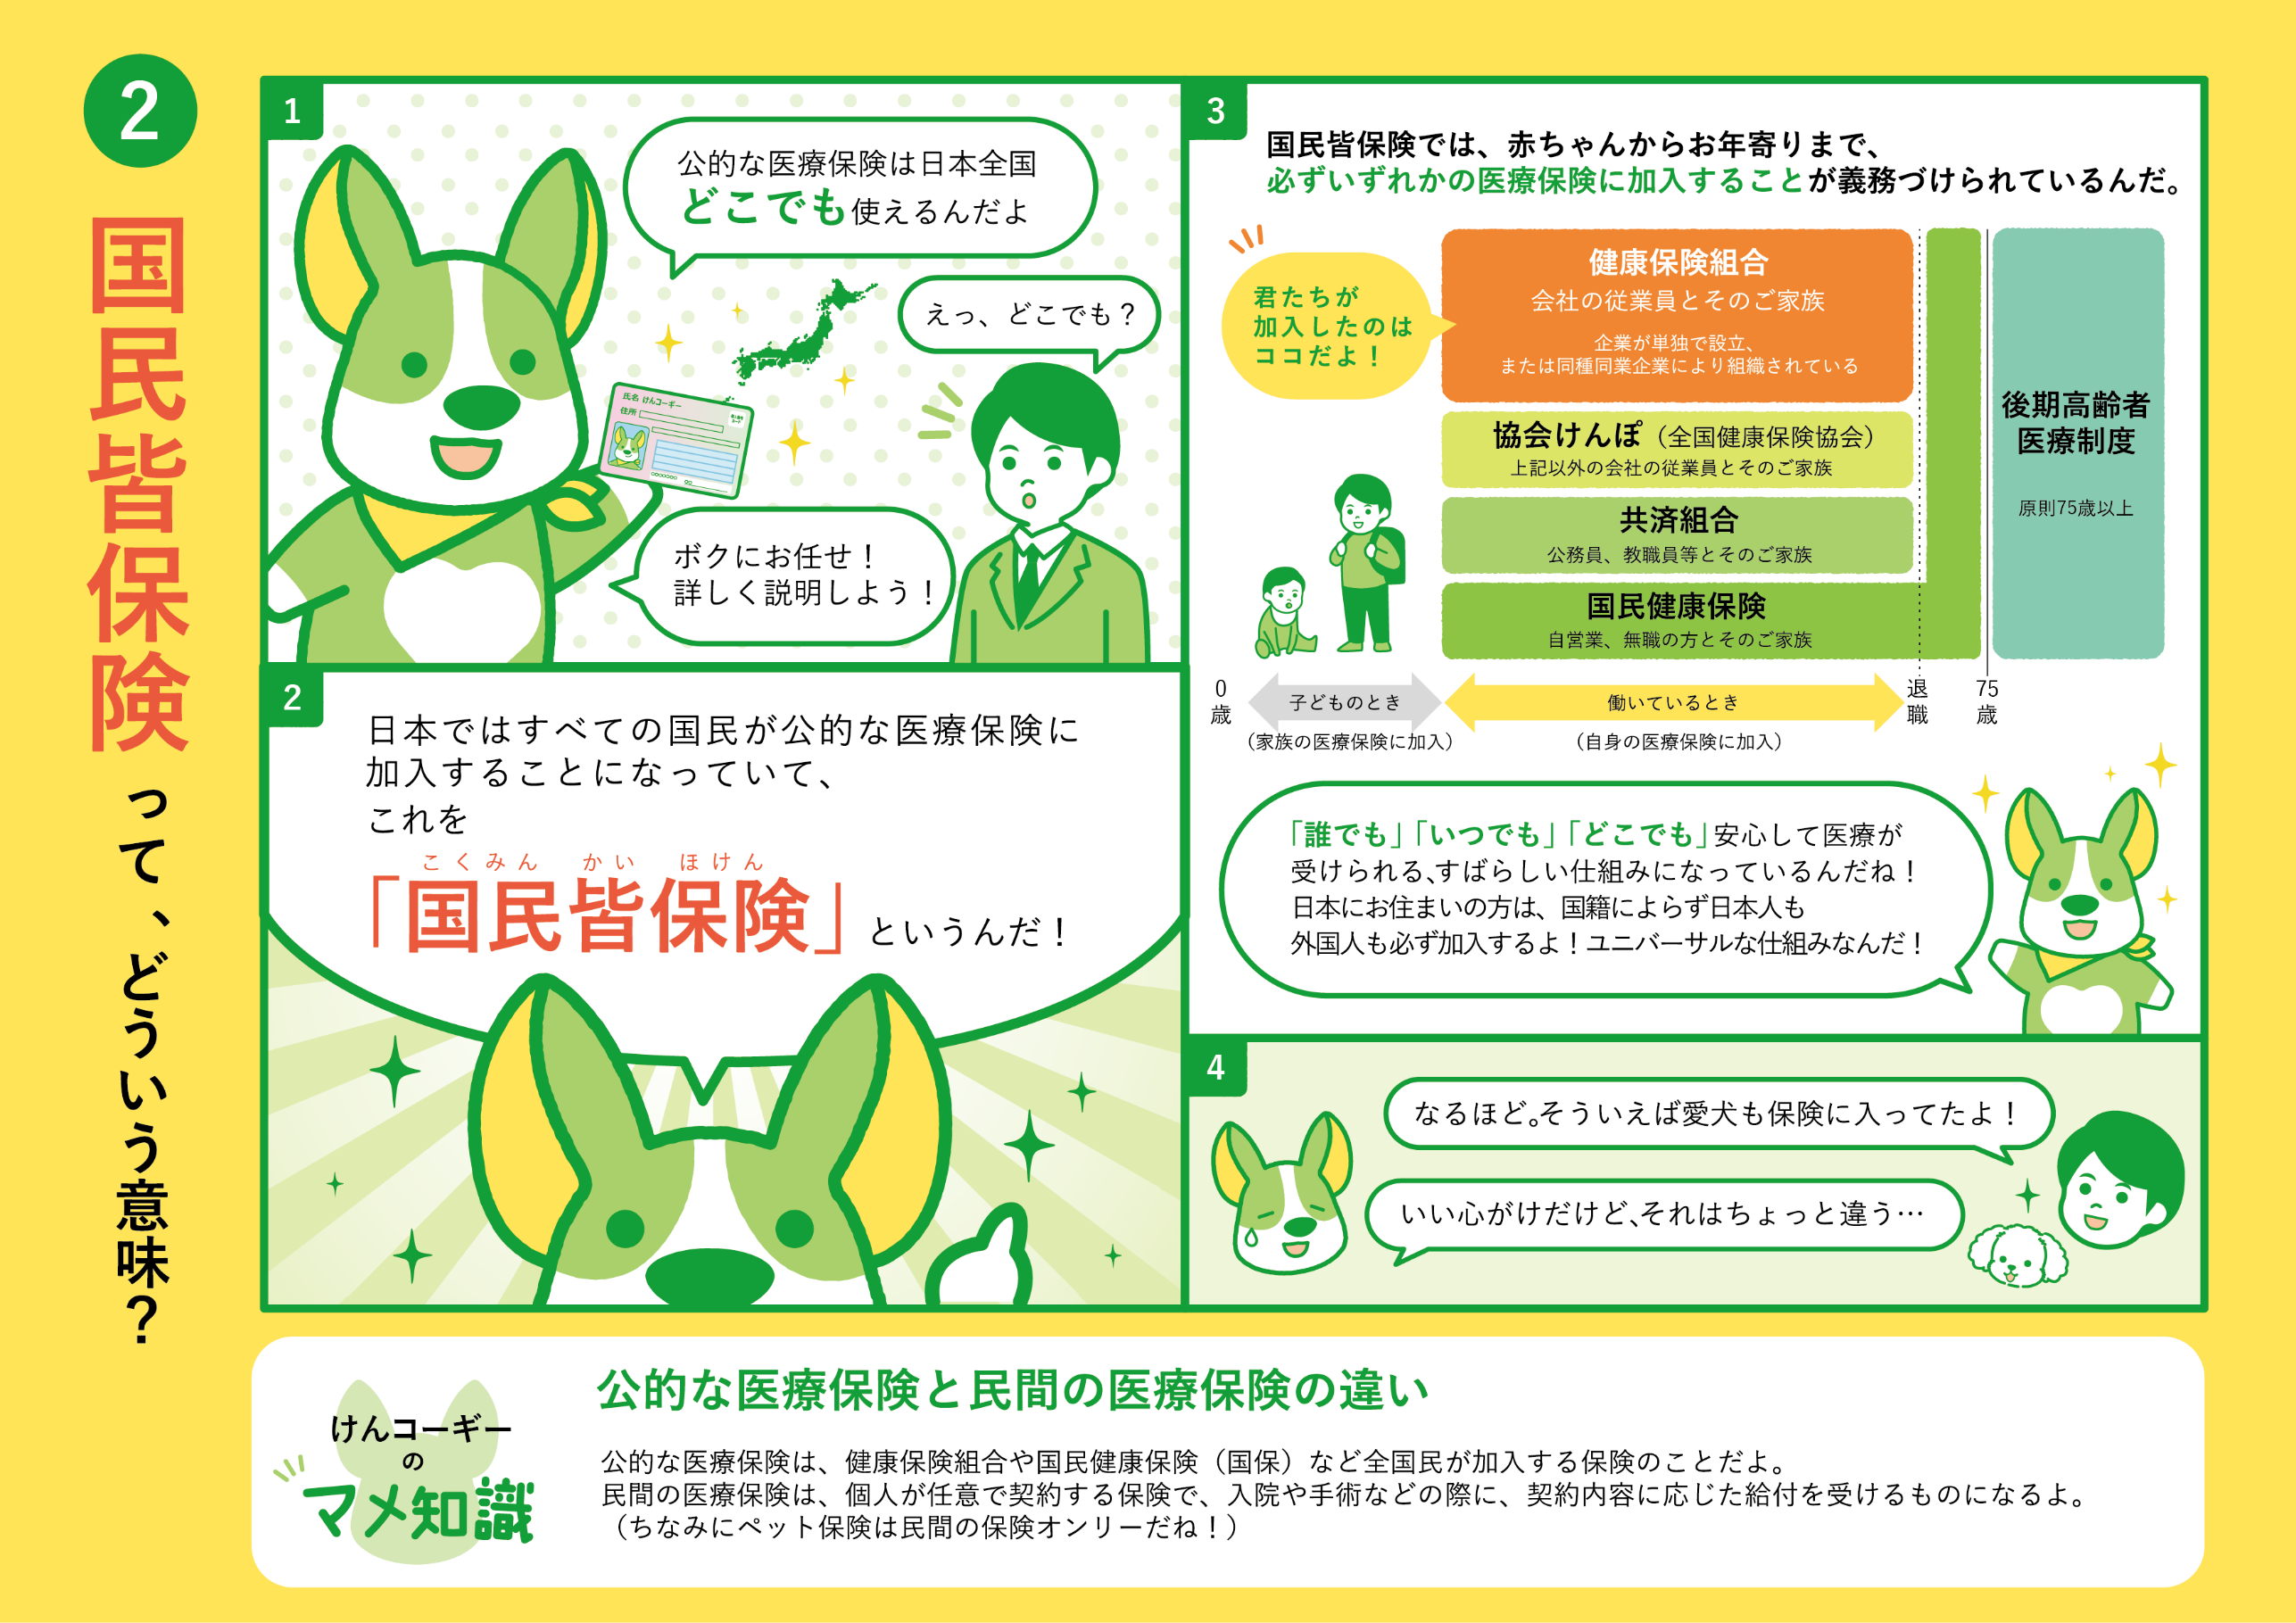 2
国民皆保険って、どういう意味？
1
公的な医療保険は日本全国
どこでも使えるんだよ
えっ、どこでも？
氏名 けんコーギー
住所
ボクにお任せ！
詳しく説明しよう！
2
日本ではすべての国民が公的な医療保険に
加入することになっていて、
これを
こくみん かい ほけん
「国民皆保険」というんだ！
3
国民皆保険では、赤ちゃんからお年寄りまで、
必ずいずれかの医療保険に加入することが義務づけられているんだ。
君たちが
加入したのは
ココだよ！
健康保険組合
会社の従業員とそのご家族
企業が単独で設立、
または同種同業企業により組織されている
協会けんぽ（全国健康保険協会）
上記以外の会社の従業員とそのご家族
共済組合
公務員、教職員等とそのご家族
国民健康保険
自営業、無職の方とそのご家族
後期高齢者
医療制度
原則75歳以上
0歳
子どものとき
（家族の医療保険に加入）
働いているとき
（自身の医療保険に加入）
退職
75歳
「誰でも」「いつでも」「どこでも」安心して医療が
受けられる、すばらしい仕組みになっているんだね！
日本にお住まいの方は、国籍によらず日本人も
外国人も必ず加入するよ！ユニバーサルな仕組みなんだ！
4
なるほど。そういえば愛犬も保険に入ってたよ！
いい心がけだけど、それはちょっと違う…
けんコーギー
の
マメ知識
公的な医療保険と民間の医療保険の違い
公的な医療保険は、健康保険組合や国民健康保険（国保）など全国民が加入する保険のことだよ。
民間の医療保険は、個人が任意で契約する保険で、入院や手術などの際に、契約内容に応じた給付を受けるものになるよ。
（ちなみにペット保険は民間の保険オンリーだね！）